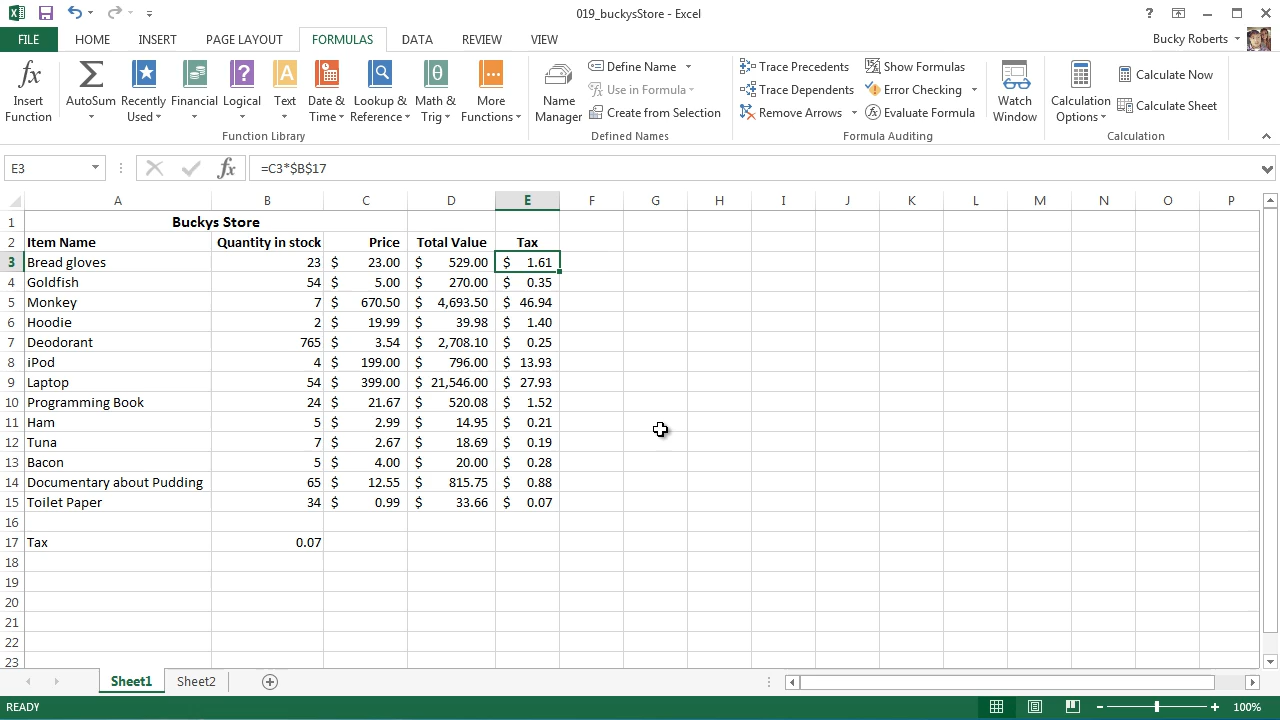 019_buckysStore - Excel
FILE HOME INSERT PAGE LAYOUT FORMULAS DATA REVIEW VIEW Bucky Roberts
Insert Function
AutoSum
Recently Used
Financial
Logical
Text
Date & Time
Lookup & Reference
Math & Trig
More Functions
Function Library
Name Manager
Define Name
Use in Formula
Create from Selection
Defined Names
Trace Precedents
Trace Dependents
Remove Arrows
Show Formulas
Error Checking
Evaluate Formula
Formula Auditing
Watch Window
Calculation Options
Calculate Now
Calculate Sheet
Calculation
E3 fx =C3*$B$17
A B C D E F G H I J K L M N O P
1 Buckys Store
2 Item Name Quantity in stock Price Total Value Tax
3 Bread gloves 23 $ 23.00 $ 529.00 $ 1.61
4 Goldfish 54 $ 5.00 $ 270.00 $ 0.35
5 Monkey 7 $ 670.50 $ 4,693.50 $ 46.94
6 Hoodie 2 $ 19.99 $ 39.98 $ 1.40
7 Deodorant 765 $ 3.54 $ 2,708.10 $ 0.25
8 iPod 4 $ 199.00 $ 796.00 $ 13.93
9 Laptop 54 $ 399.00 $ 21,546.00 $ 27.93
10 Programming Book 24 $ 21.67 $ 520.08 $ 1.52
11 Ham 5 $ 2.99 $ 14.95 $ 0.21
12 Tuna 7 $ 2.67 $ 18.69 $ 0.19
13 Bacon 5 $ 4.00 $ 20.00 $ 0.28
14 Documentary about Pudding 65 $ 12.55 $ 815.75 $ 0.88
15 Toilet Paper 34 $ 0.99 $ 33.66 $ 0.07
16
17 Tax 0.07
18
19
20
21
22
23
Sheet1 Sheet2
READY 100%